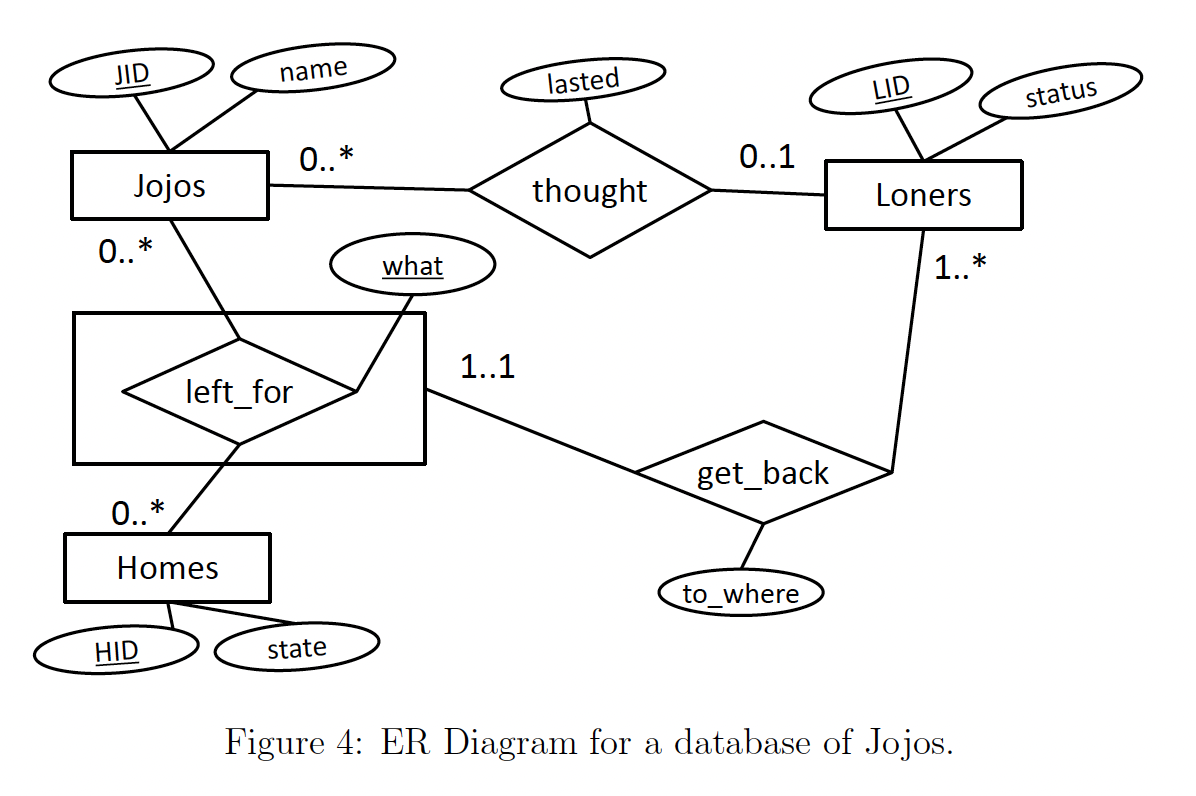 JID
name
lasted
LID
status
0..*
0..1
Jojos
thought
Loners
0..*
what
1..*
left_for
1..1
get_back
0..*
Homes
to_where
HID
state
Figure 4: ER Diagram for a database of Jojos.